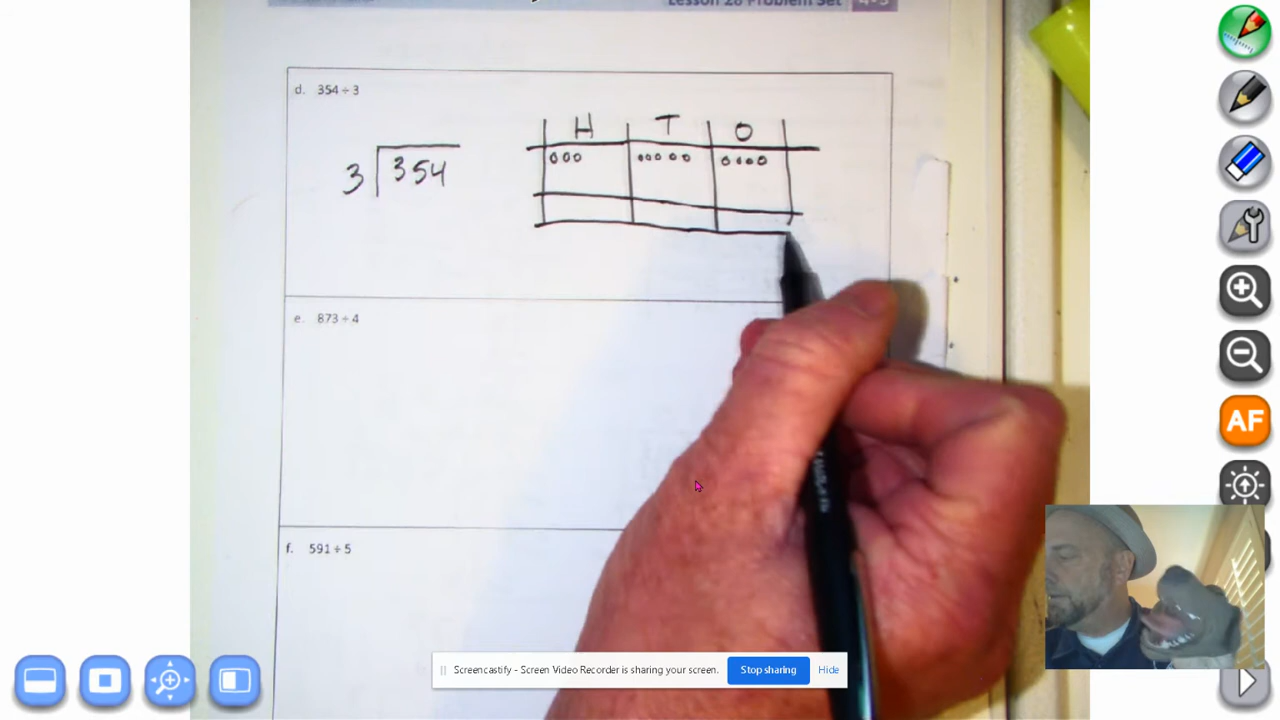 Lesson 28 Problem Set
d. 354 ÷ 3
H T O
3 354
e. 873 ÷ 4
f. 591 ÷ 5
AF
Screencastify - Screen Video Recorder is sharing your screen. Stop sharing Hide